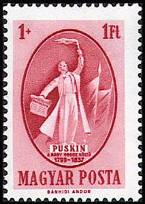 1+ 1Ft
PUSKIN
A NAGY OROSZ KÖLTŐ
1799-1837
MAGYAR POSTA
BÁNHIDI ANDOR